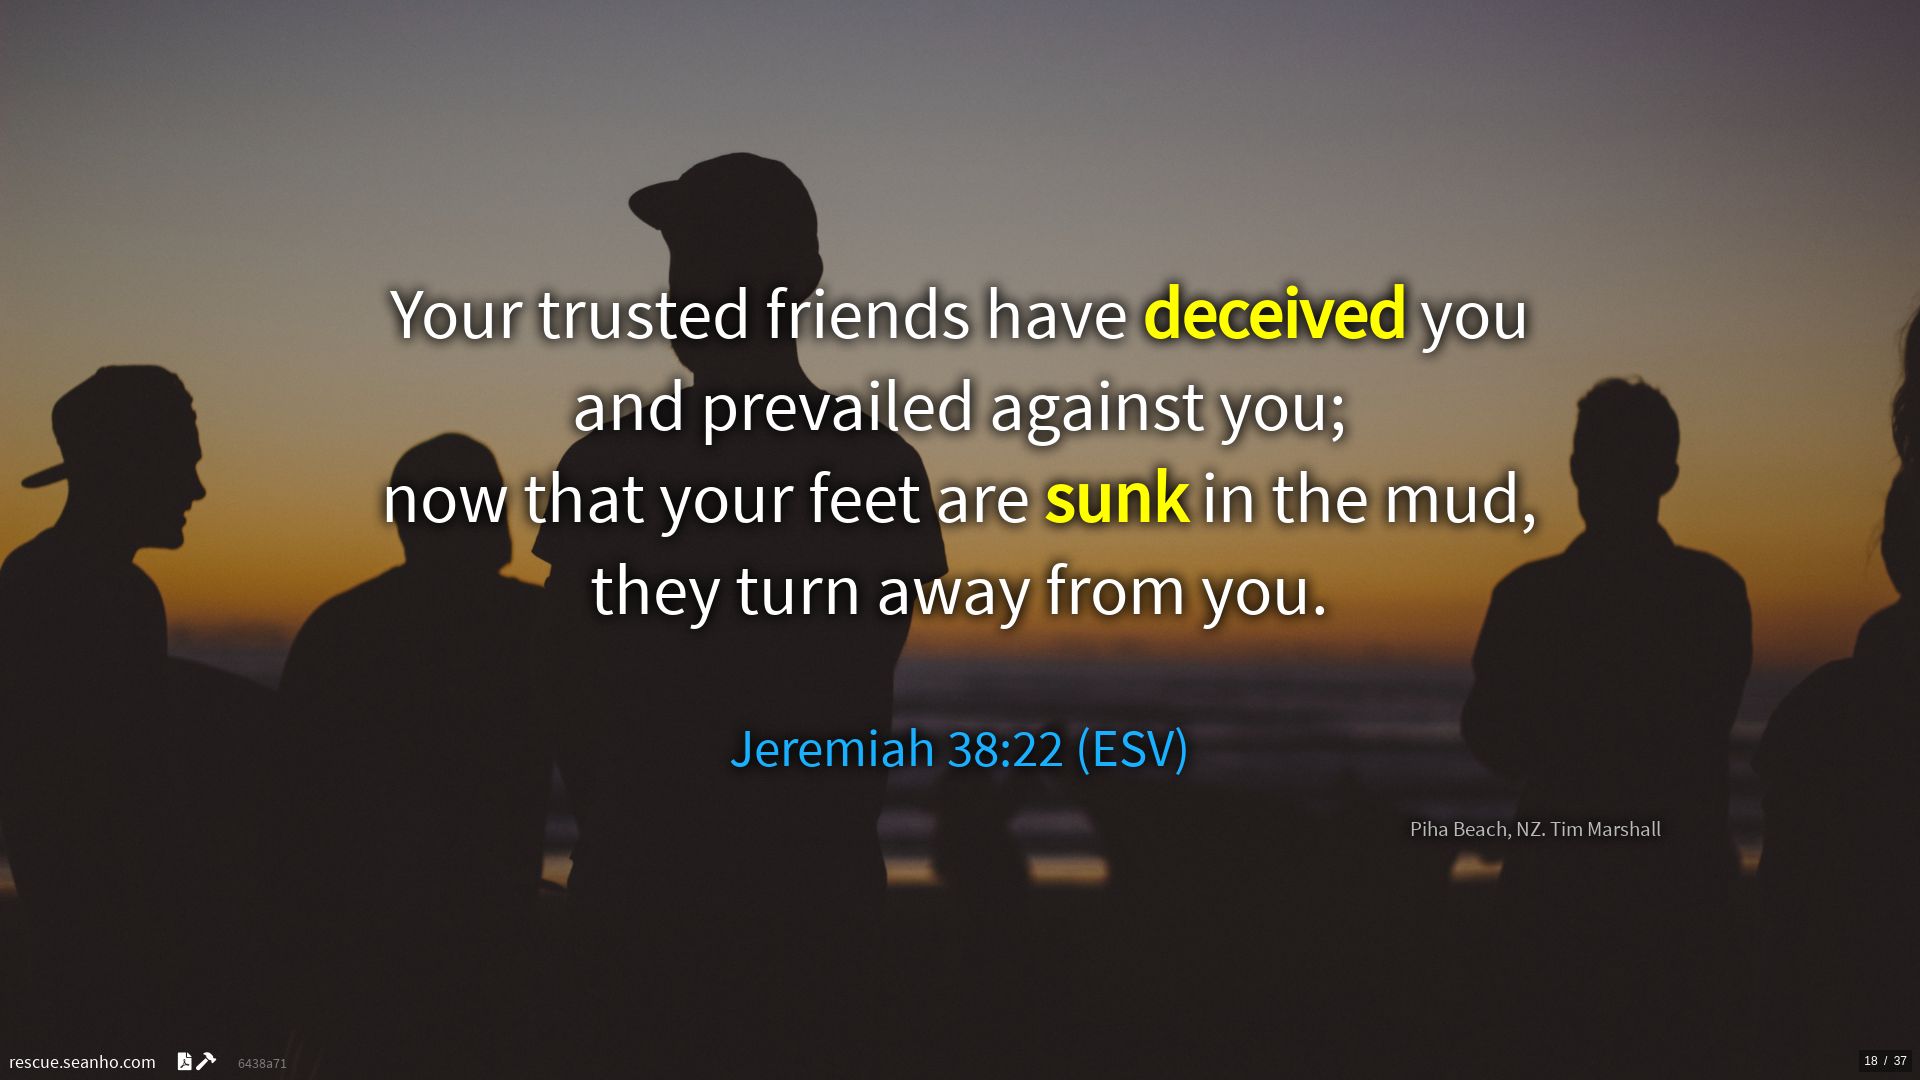 Your trusted friends have deceived you
and prevailed against you;
now that your feet are sunk in the mud,
they turn away from you.
Jeremiah 38:22 (ESV)
Piha Beach, NZ. Tim Marshall
rescue.seanho.com 6438a71
18 / 37